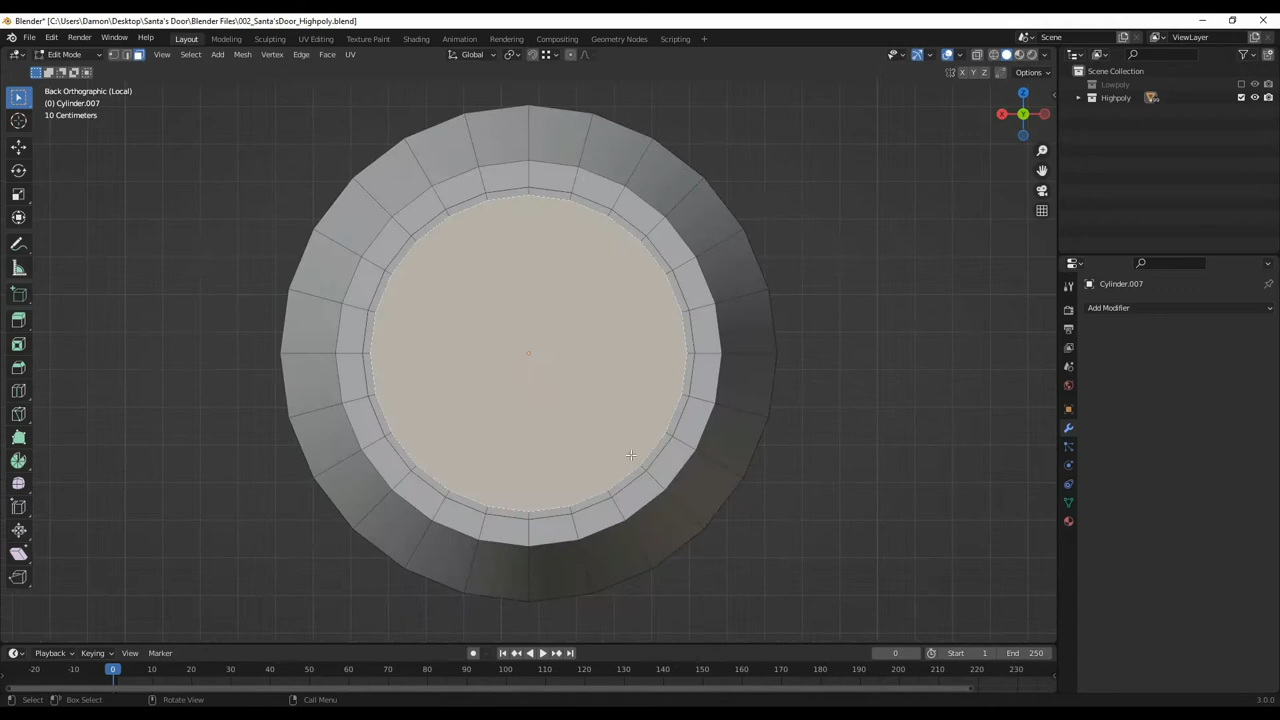 Blender* [C:\Users\Damon\Desktop\Santa's Door\Blender Files\002_Santa'sDoor_Highpoly.blend]
File Edit Render Window Help Layout Modeling Sculpting UV Editing Texture Paint Shading Animation Rendering Compositing Geometry Nodes Scripting + Scene ViewLayer
Edit Mode View Select Add Mesh Vertex Edge Face UV Global
X Y Z Options
Scene Collection
Lowpoly
Highpoly
Back Orthographic (Local)
(0) Cylinder.007
10 Centimeters
Z
X Y
Cylinder.007
Add Modifier
Playback Keying View Marker 0 Start 1 End 250
-20 -10 0 10 20 30 40 50 60 70 80 90 100 110 120 130 140 150 160 170 180 190 200 210 220 230
Select Box Select Rotate View Call Menu 3.0.0